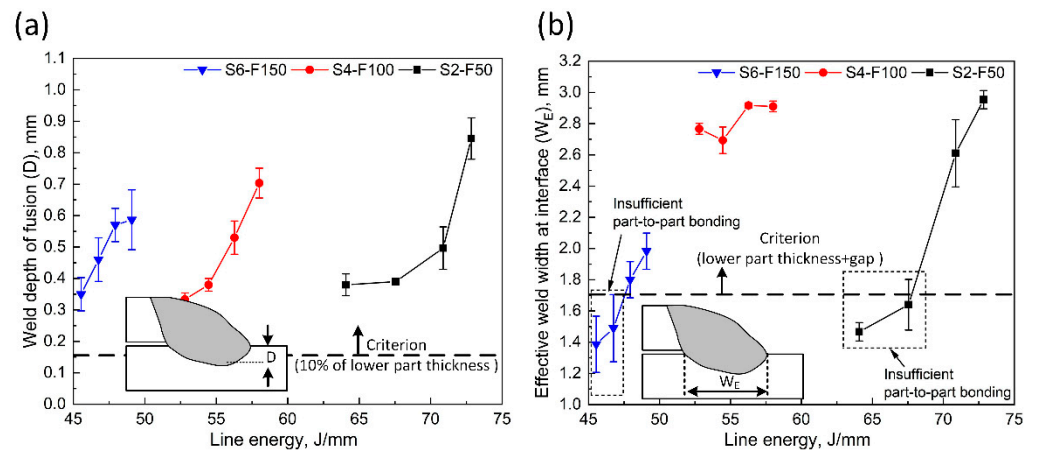 (a)
1.1
1.0
0.9
0.8
0.7
0.6
0.5
0.4
0.3
0.2
0.1
0.0
Weld depth of fusion (D), mm
S6-F150 S4-F100 S2-F50
D
Criterion
(10% of lower part thickness )
45 50 55 60 65 70 75
Line energy, J/mm
(b)
3.2
3.0
2.8
2.6
2.4
2.2
2.0
1.8
1.6
1.4
1.2
1.0
Effective weld width at interface (WE), mm
S6-F150 S4-F100 S2-F50
Insufficient
part-to-part bonding
Criterion
(lower part thickness+gap )
WE
Insufficient
part-to-part bonding
45 50 55 60 65 70 75
Line energy, J/mm